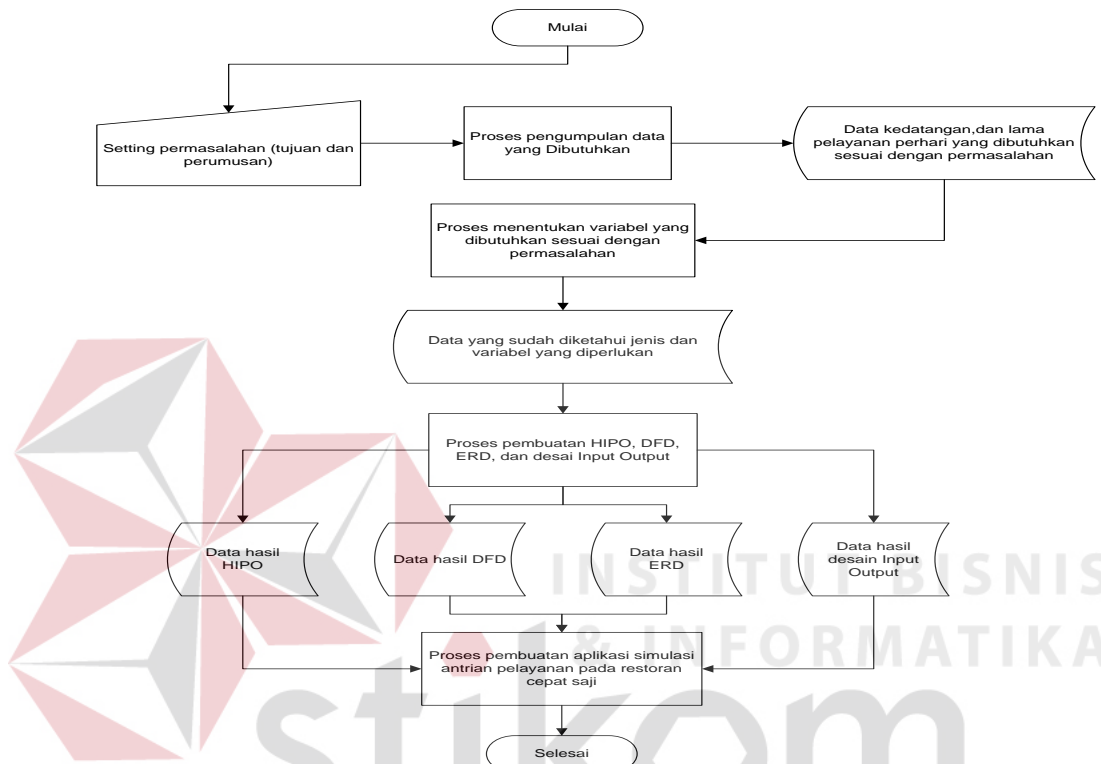 Mulai
Setting permasalahan (tujuan dan
perumusan)
Proses pengumpulan data
yang Dibutuhkan
Data kedatangan,dan lama
pelayanan perhari yang dibutuhkan
sesuai dengan permasalahan
Proses menentukan variabel yang
dibutuhkan sesuai dengan
permasalahan
Data yang sudah diketahui jenis dan
variabel yang diperlukan
Proses pembuatan HIPO, DFD,
ERD, dan desai Input Output
Data hasil
HIPO
Data hasil DFD
Data hasil
ERD
Data hasil
desain Input
Output
INSTITUT BISNIS
& INFORMATIKA
Proses pembuatan aplikasi simulasi
antrian pelayanan pada restoran
cepat saji
stikom
Selesai